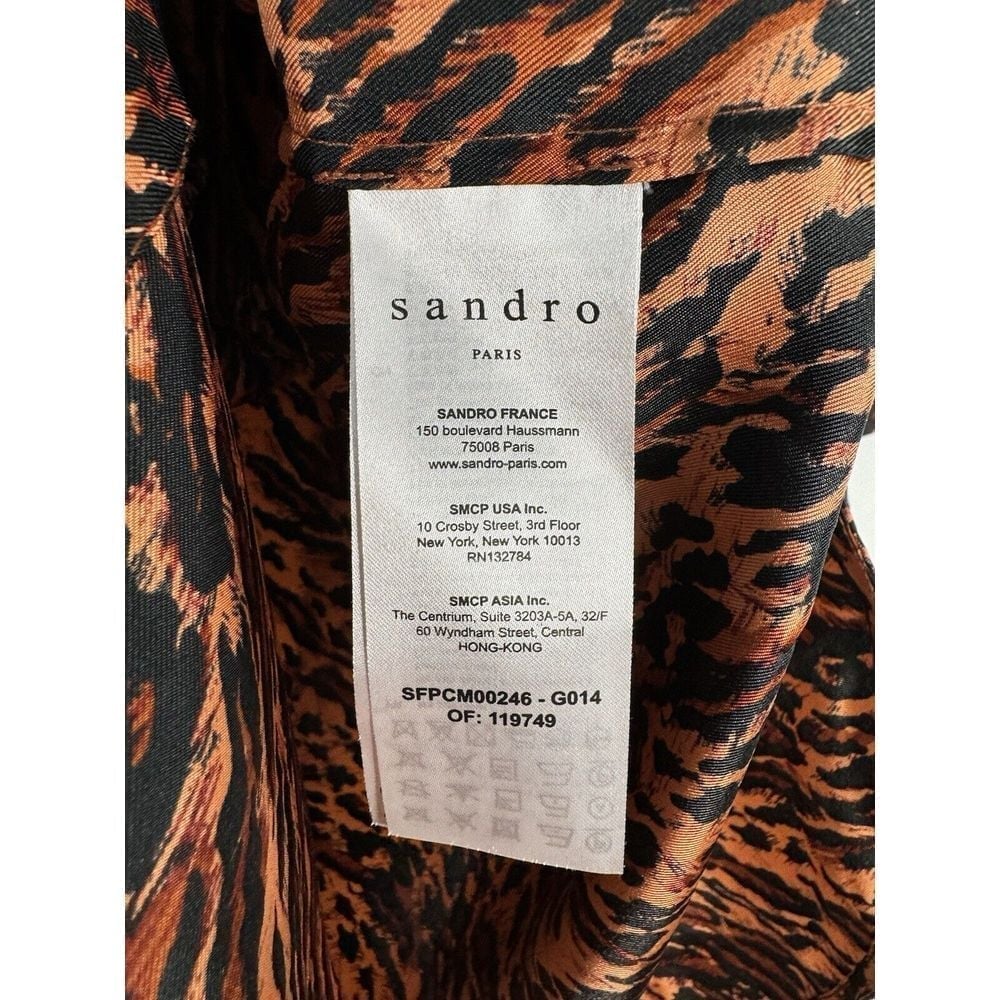 sandro
PARIS
SANDRO FRANCE
150 boulevard Haussmann
75008 Paris
www.sandro-paris.com
SMCP USA Inc.
10 Crosby Street, 3rd Floor
New York, New York 10013
RN132784
SMCP ASIA Inc.
The Centrium, Suite 3203A-5A, 32/F
60 Wyndham Street, Central
HONG-KONG
SFPCM00246 - G014
OF: 119749